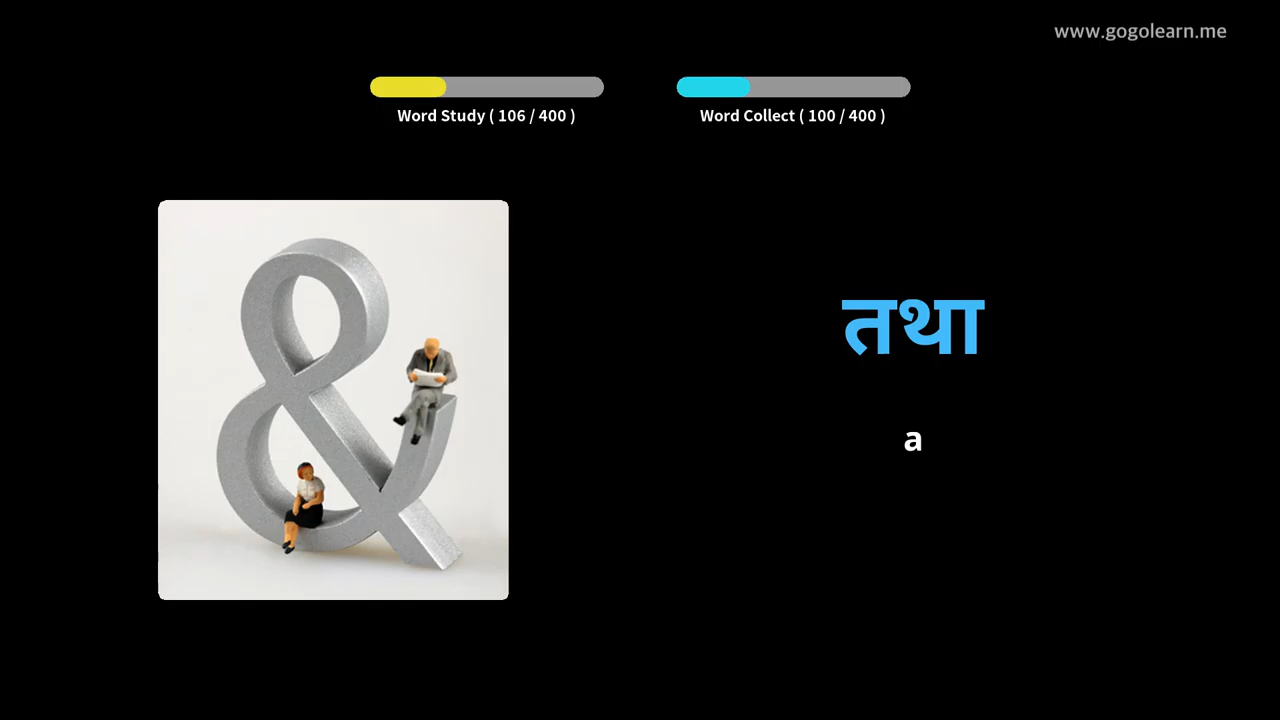 www.gogolearn.me
Word Study ( 106 / 400 )
Word Collect ( 100 / 400 )
&
तथा
a